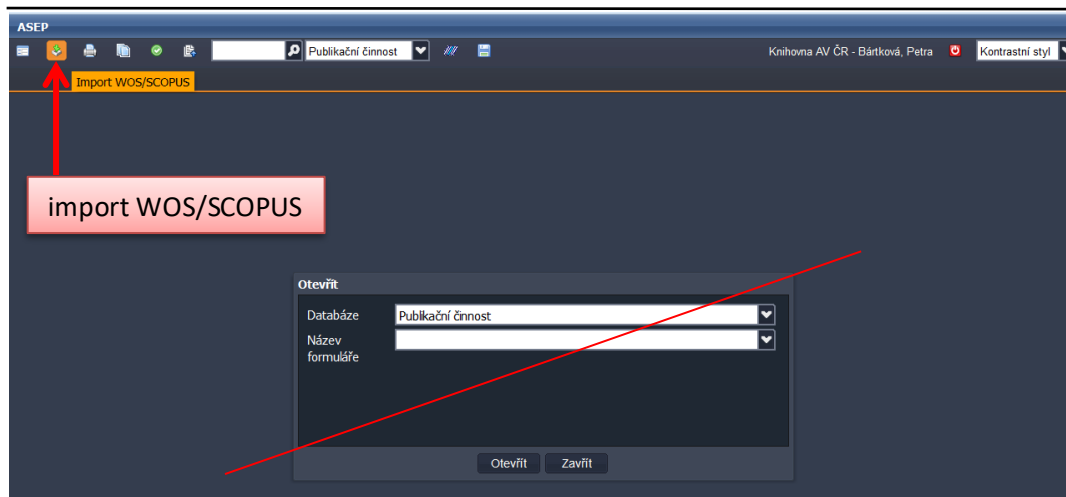 ASEP
Publikační činnost
Knihovna AV ČR - Bártková, Petra
Kontrastní styl
Import WOS/SCOPUS
import WOS/SCOPUS
Otevřít
Databáze
Publikační činnost
Název
formuláře
Otevřít
Zavřít